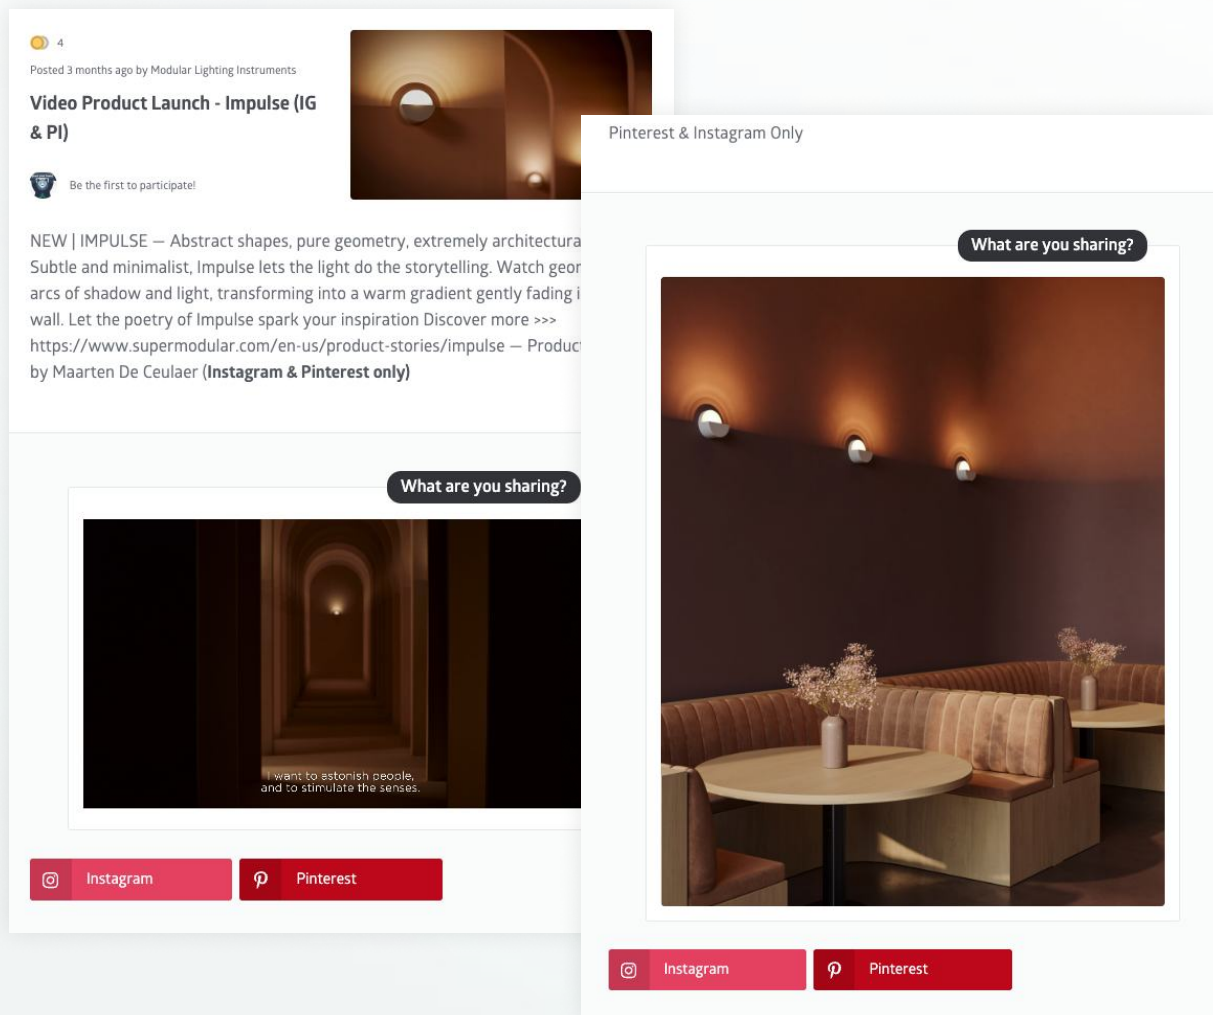 4
Posted 3 months ago by Modular Lighting Instruments
Video Product Launch - Impulse (IG
& PI)
Be the first to participate!
NEW | IMPULSE — Abstract shapes, pure geometry, extremely architectura
Subtle and minimalist, Impulse lets the light do the storytelling. Watch geor
arcs of shadow and light, transforming into a warm gradient gently fading i
wall. Let the poetry of Impulse spark your inspiration Discover more >>>
https://www.supermodular.com/en-us/product-stories/impulse — Product
by Maarten De Ceulaer (Instagram & Pinterest only)
What are you sharing?
I want to astonish people,
and to stimulate the senses.
Instagram
Pinterest
Pinterest & Instagram Only
What are you sharing?
Instagram
Pinterest